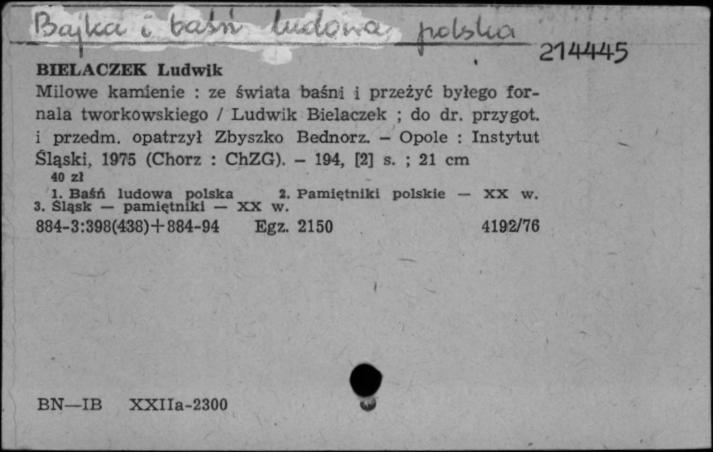 Bajka i baśń ludowa polska
214445
BIELACZEK Ludwik
Milowe kamienie : ze świata baśni i przeżyć byłego for-
nala tworkowskiego / Ludwik Bielaczek ; do dr. przygot.
i przedm. opatrzył Zbyszko Bednorz. – Opole : Instytut
Śląski, 1975 (Chorz : ChZG). – 194, [2] s. ; 21 cm
40 zł
1. Baśń ludowa polska 2. Pamiętniki polskie — XX w.
3. Śląsk — pamiętniki — XX w.
884-3:398(438)+884-94 Egz. 2150 4192/76
BN—IB XXIIa-2300